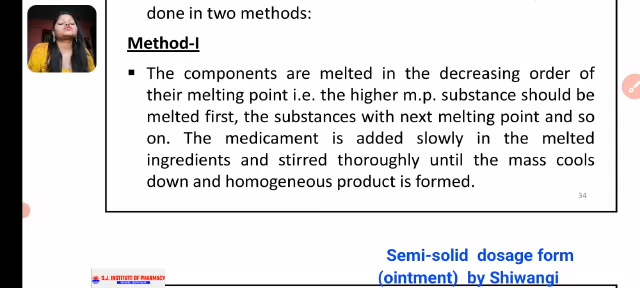 done in two methods:
Method-I
▪ The components are melted in the decreasing order of
their melting point i.e. the higher m.p. substance should be
melted first, the substances with next melting point and so
on. The medicament is added slowly in the melted
ingredients and stirred thoroughly until the mass cools
down and homogeneous product is formed.
34
Semi-solid dosage form
(ointment) by Shiwangi
S.J. INSTITUTE OF PHARMACY